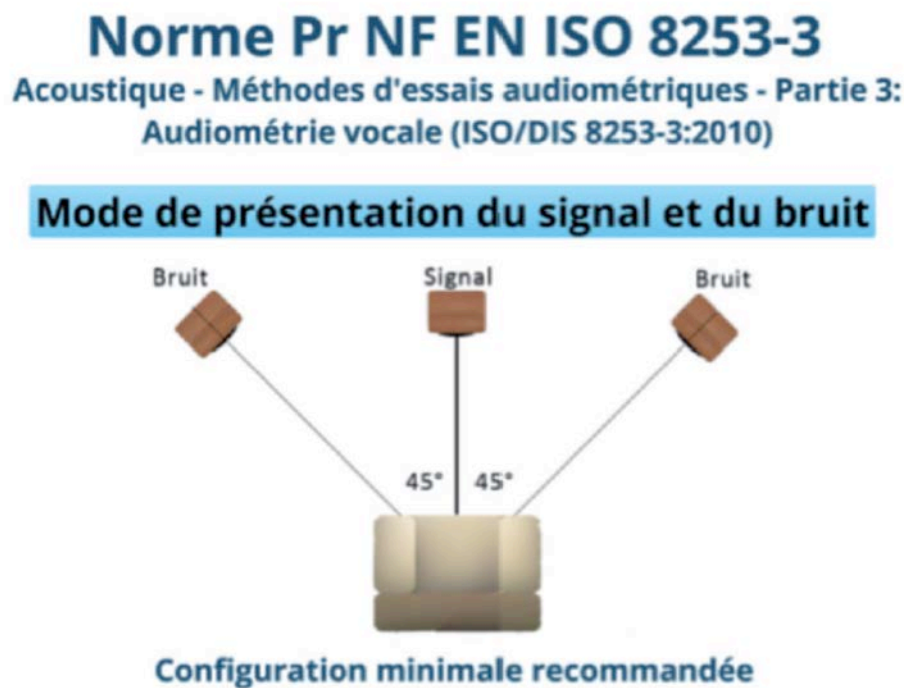 Norme Pr NF EN ISO 8253-3
Acoustique - Méthodes d'essais audiométriques - Partie 3:
Audiométrie vocale (ISO/DIS 8253-3:2010)
Mode de présentation du signal et du bruit
Bruit
Signal
Bruit
45°
45°
Configuration minimale recommandée